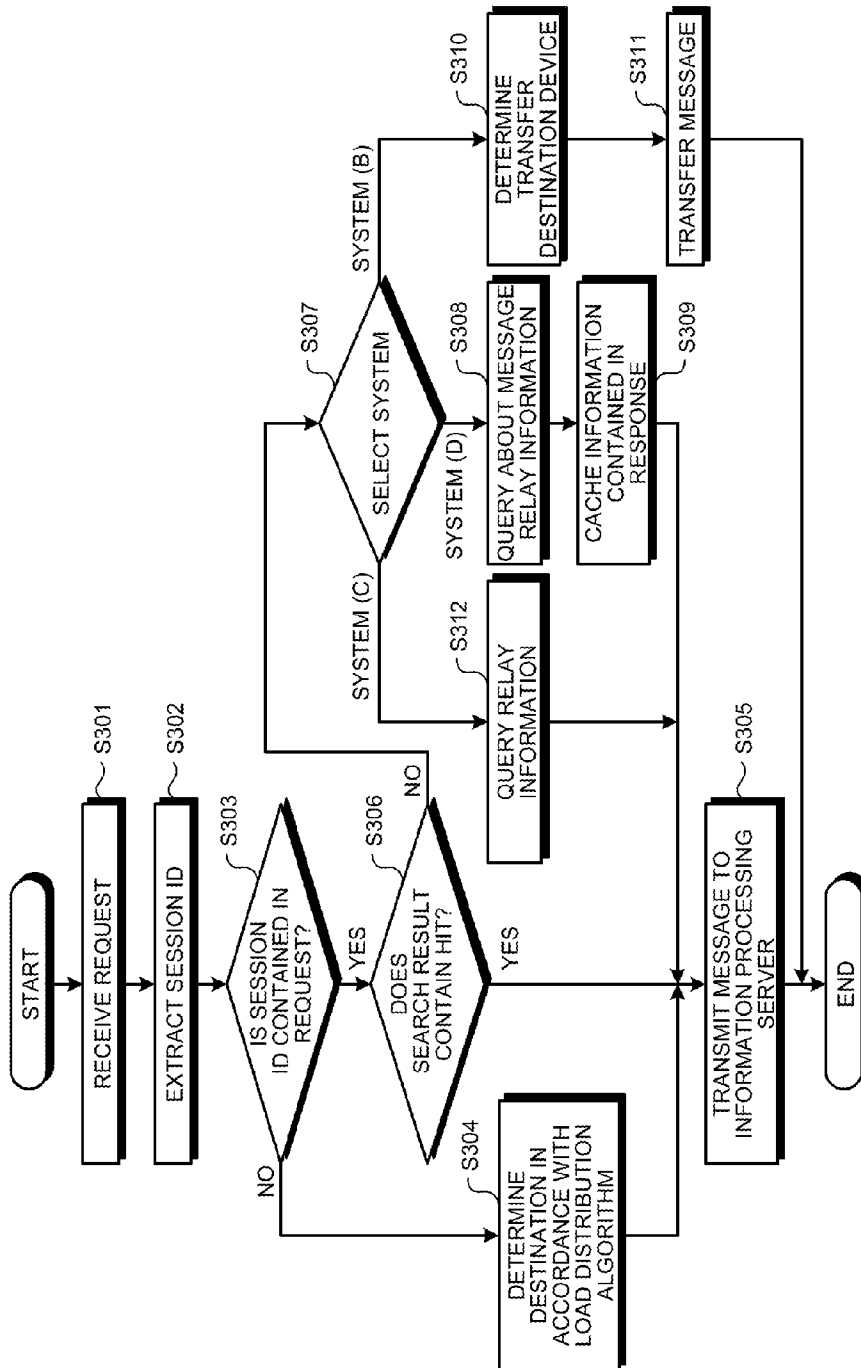 START
S301
RECEIVE REQUEST
S302
EXTRACT SESSION ID
S303
IS SESSION
ID CONTAINED IN
REQUEST?
NO
YES
S304
DETERMINE
DESTINATION IN
ACCORDANCE WITH
LOAD DISTRIBUTION
ALGORITHM
S306
DOES
SEARCH RESULT
CONTAIN HIT?
NO
YES
S307
SELECT SYSTEM
SYSTEM (C)
SYSTEM (D)
SYSTEM (B)
S312
QUERY RELAY
INFORMATION
S308
QUERY ABOUT MESSAGE
RELAY INFORMATION
S309
CACHE INFORMATION
CONTAINED IN
RESPONSE
S310
DETERMINE
TRANSFER
DESTINATION DEVICE
S311
TRANSFER MESSAGE
S305
TRANSMIT MESSAGE TO
INFORMATION PROCESSING
SERVER
END